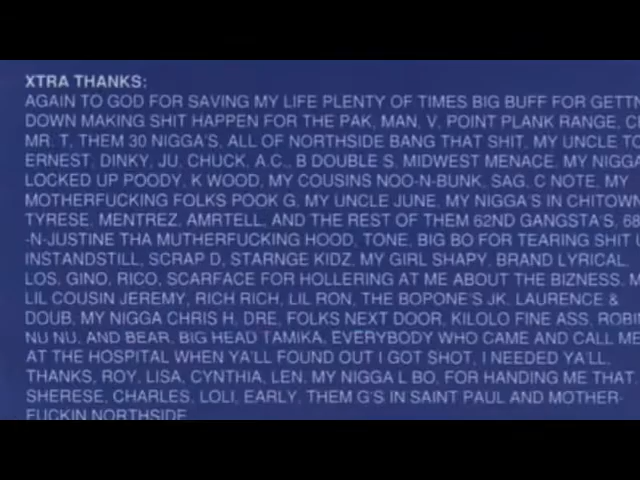 XTRA THANKS:
AGAIN TO GOD FOR SAVING MY LIFE PLENTY OF TIMES BIG BUFF FOR GETTN
DOWN MAKING SHIT HAPPEN FOR THE PAK, MAN, V, POINT PLANK RANGE,
MR. T, THEM 30 NIGGA'S, ALL OF NORTHSIDE BANG THAT SHIT, MY UNCLE
ERNEST, DINKY, JU, CHUCK, A.C., B DOUBLE S, MIDWEST MENACE. MY NIGGA
LOCKED UP POODY, K WOOD, MY COUSINS NOO-N-BUNK, SAG, C NOTE, MY
MOTHERFUCKING FOLKS POOK G, MY UNCLE JUNE, MY NIGGA'S IN CHITOWN
TYRESE, MENTREZ, AMRTELL, AND THE REST OF THEM 62ND GANGSTA'S,
-N-JUSTINE THA MUTHERFUCKING HOOD, TONE, BIG BO FOR TEARING SHIT
INSTANDSTILL, SCRAP D, STARNGE KIDZ, MY GIRL SHAPY, BRAND LYRICAL,
LOS, GINO, RICO, SCARFACE FOR HOLLERING AT ME ABOUT THE BIZNESS.
LIL COUSIN JEREMY, RICH RICH, LIL RON, THE BOPONE'S JK, LAURENCE &
DOUB, MY NIGGA CHRIS H, DRE, FOLKS NEXT DOOR, KILOLO FINE ASS,
NU NU, AND BEAR, BIG HEAD TAMIKA, EVERYBODY WHO CAME AND CALL ME
AT THE HOSPITAL WHEN YA'LL FOUND OUT I GOT SHOT, I NEEDED YA'LL,
THANKS, ROY, LISA, CYNTHIA, LEN, MY NIGGA L BO, FOR HANDING ME THAT,
SHERESE, CHARLES, LOLI, EARLY, THEM G'S IN SAINT PAUL AND MOTHER-
FUCKIN NORTHSIDE